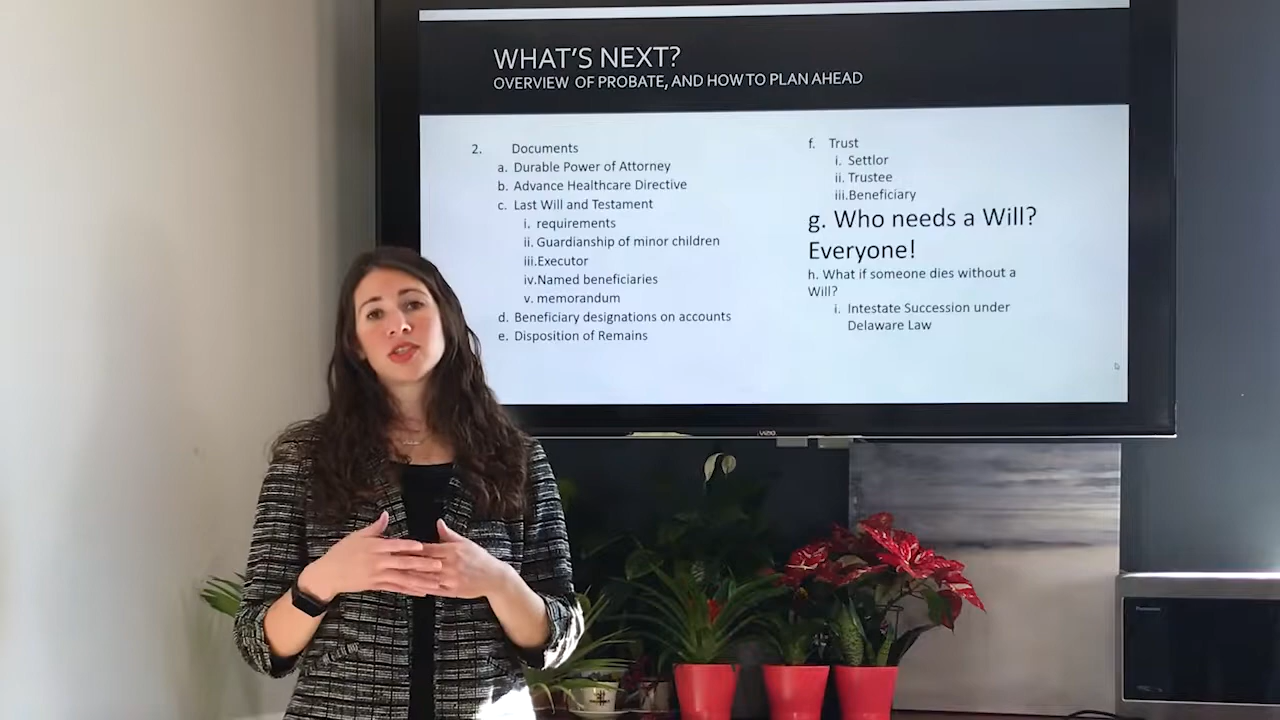 WHAT'S NEXT?
OVERVIEW OF PROBATE, AND HOW TO PLAN AHEAD
2. Documents
a. Durable Power of Attorney
b. Advance Healthcare Directive
c. Last Will and Testament
i. requirements
ii. Guardianship of minor children
iii.Executor
iv.Named beneficiaries
v. memorandum
d. Beneficiary designations on accounts
e. Disposition of Remains
f. Trust
i. Settlor
ii. Trustee
iii.Beneficiary
g. Who needs a Will?
Everyone!
h. What if someone dies without a
Will?
i. Intestate Succession under
Delaware Law
VIZIO
Panasonic